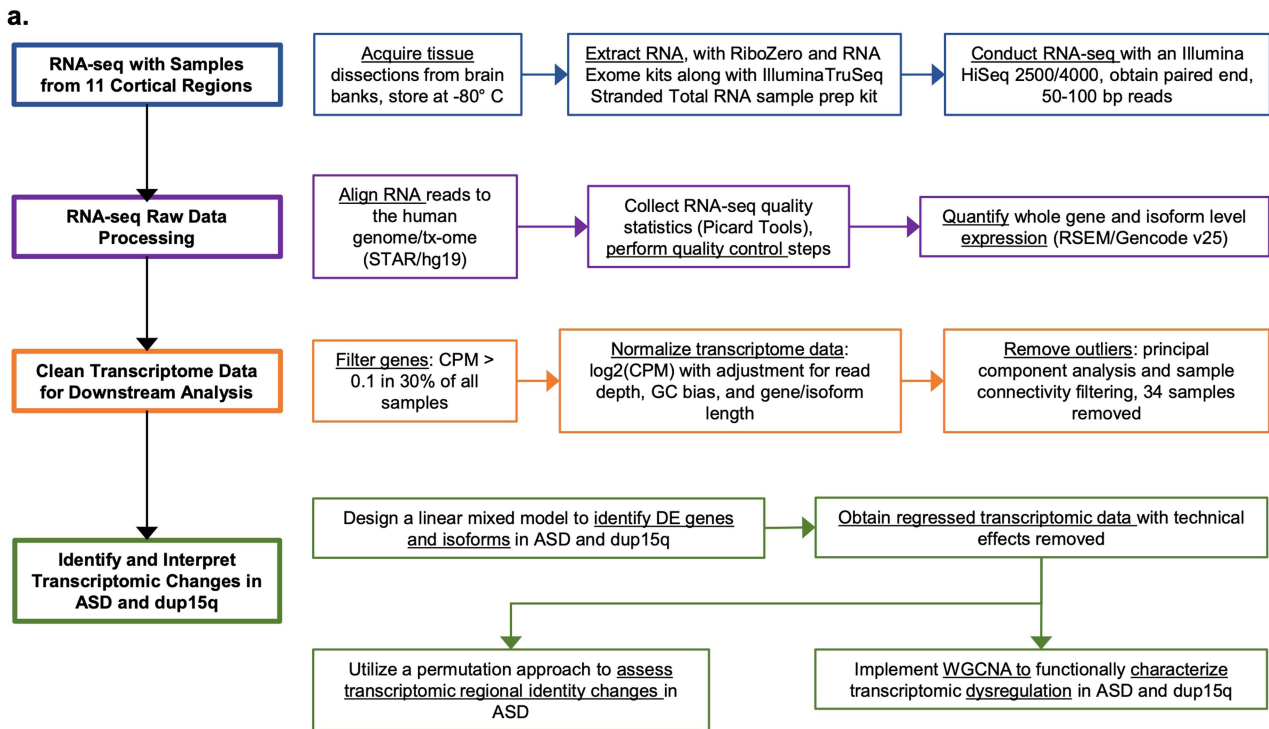 a.
RNA-seq with Samples
from 11 Cortical Regions
Acquire tissue
dissections from brain
banks, store at -80° C
Extract RNA, with RiboZero and RNA
Exome kits along with IlluminaTruSeq
Stranded Total RNA sample prep kit
Conduct RNA-seq with an Illumina
HiSeq 2500/4000, obtain paired end,
50-100 bp reads
RNA-seq Raw Data
Processing
Align RNA reads to
the human
genome/tx-ome
(STAR/hg19)
Collect RNA-seq quality
statistics (Picard Tools),
perform quality control steps
Quantify whole gene and isoform level
expression (RSEM/Gencode v25)
Clean Transcriptome Data
for Downstream Analysis
Filter genes: CPM >
0.1 in 30% of all
samples
Normalize transcriptome data:
log2(CPM) with adjustment for read
depth, GC bias, and gene/isoform
length
Remove outliers: principal
component analysis and sample
connectivity filtering, 34 samples
removed
Identify and Interpret
Transcriptomic Changes in
ASD and dup15q
Design a linear mixed model to identify DE genes
and isoforms in ASD and dup15q
Obtain regressed transcriptomic data with technical
effects removed
Utilize a permutation approach to assess
transcriptomic regional identity changes in
ASD
Implement WGCNA to functionally characterize
transcriptomic dysregulation in ASD and dup15q